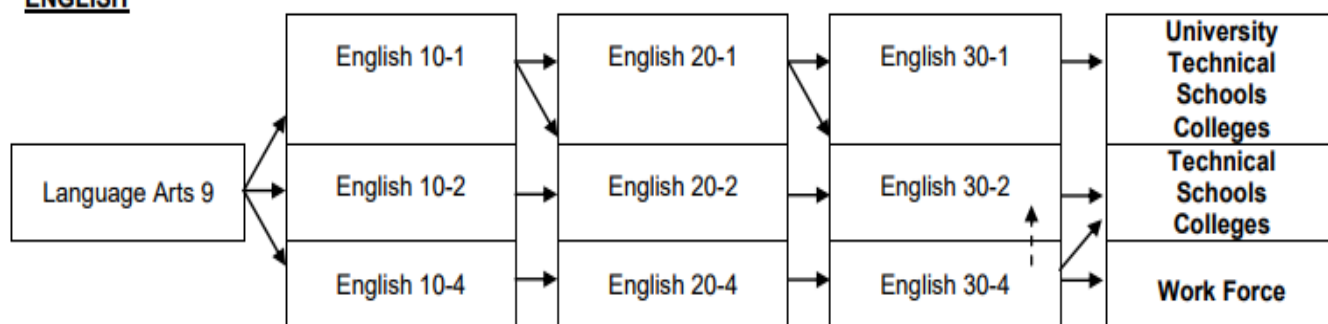 ENGLISH
English 10-1
English 20-1
English 30-1
University
Technical
Schools
Colleges
Language Arts 9
English 10-2
English 20-2
English 30-2
Technical
Schools
Colleges
English 10-4
English 20-4
English 30-4
Work Force